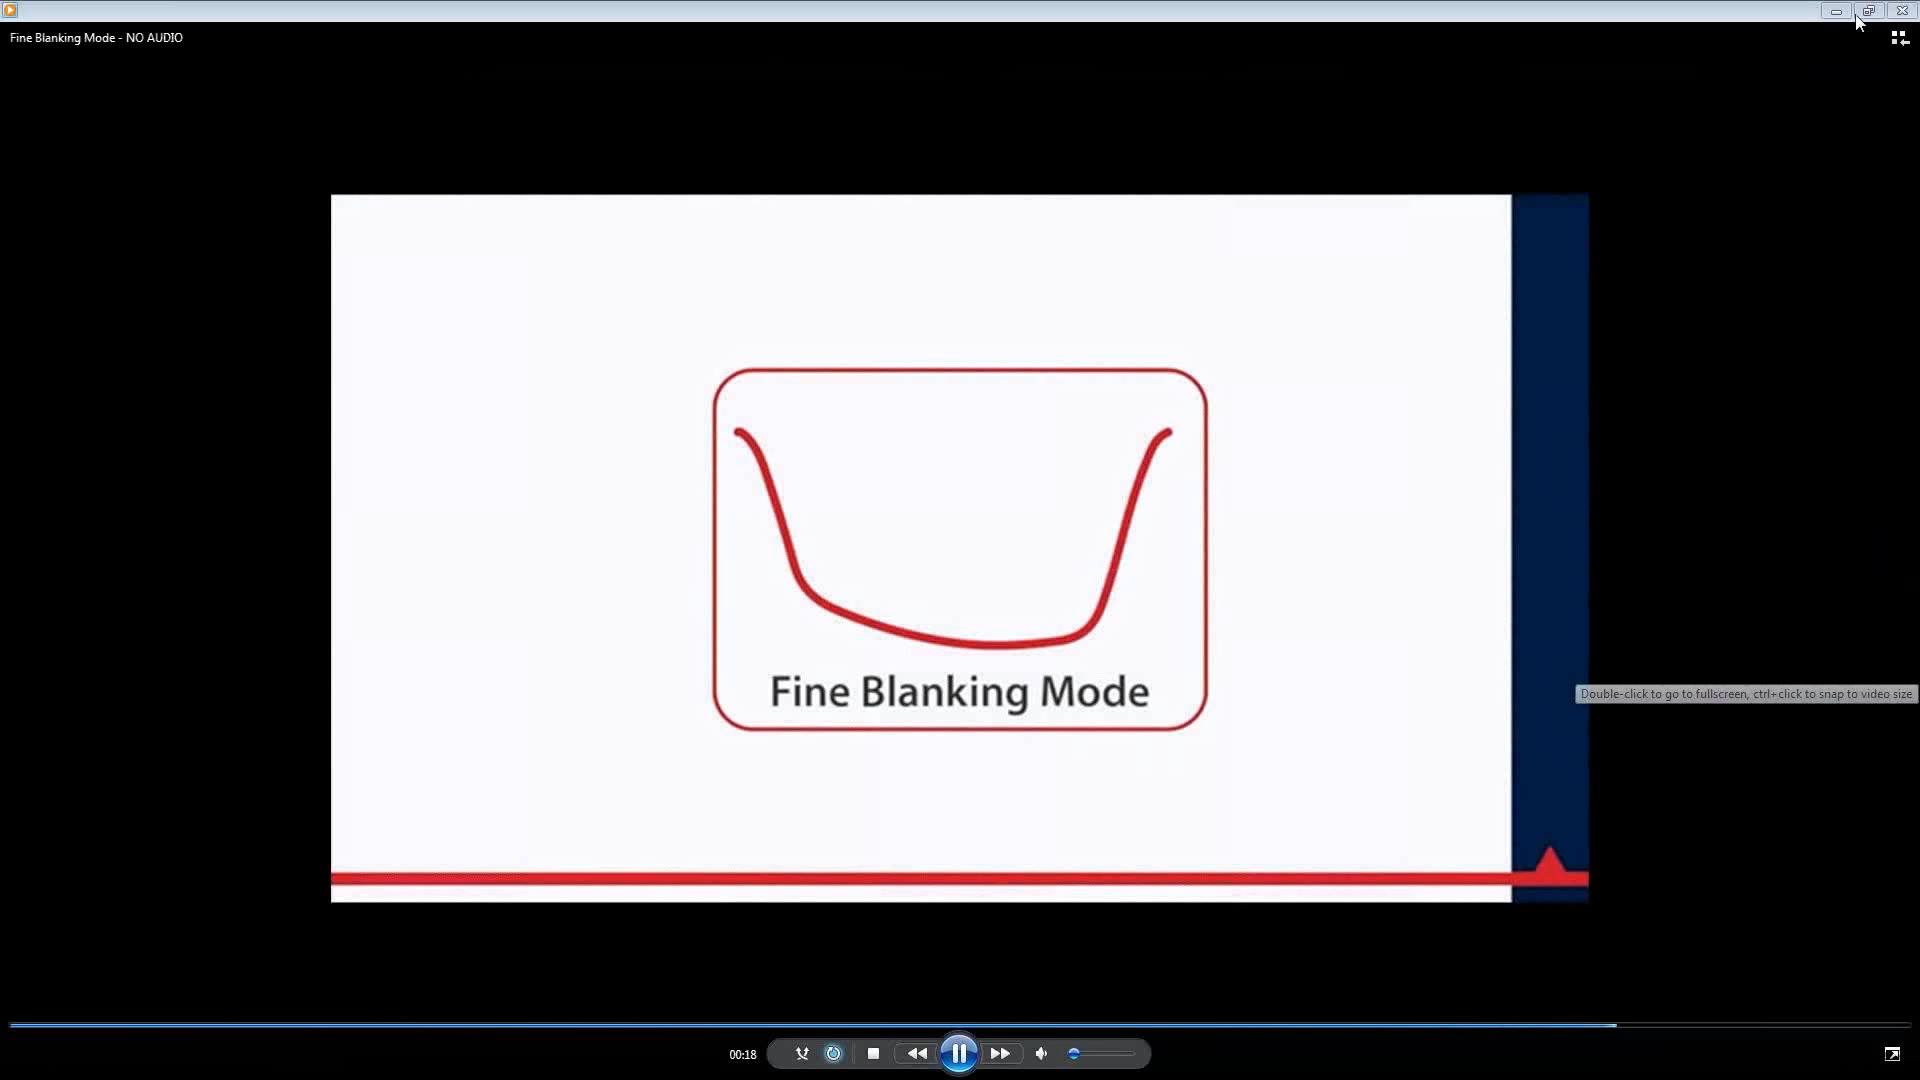 Fine Blanking Mode - NO AUDIO
Fine Blanking Mode
Double-click to go to fullscreen, ctrl+click to snap to video size
00:18